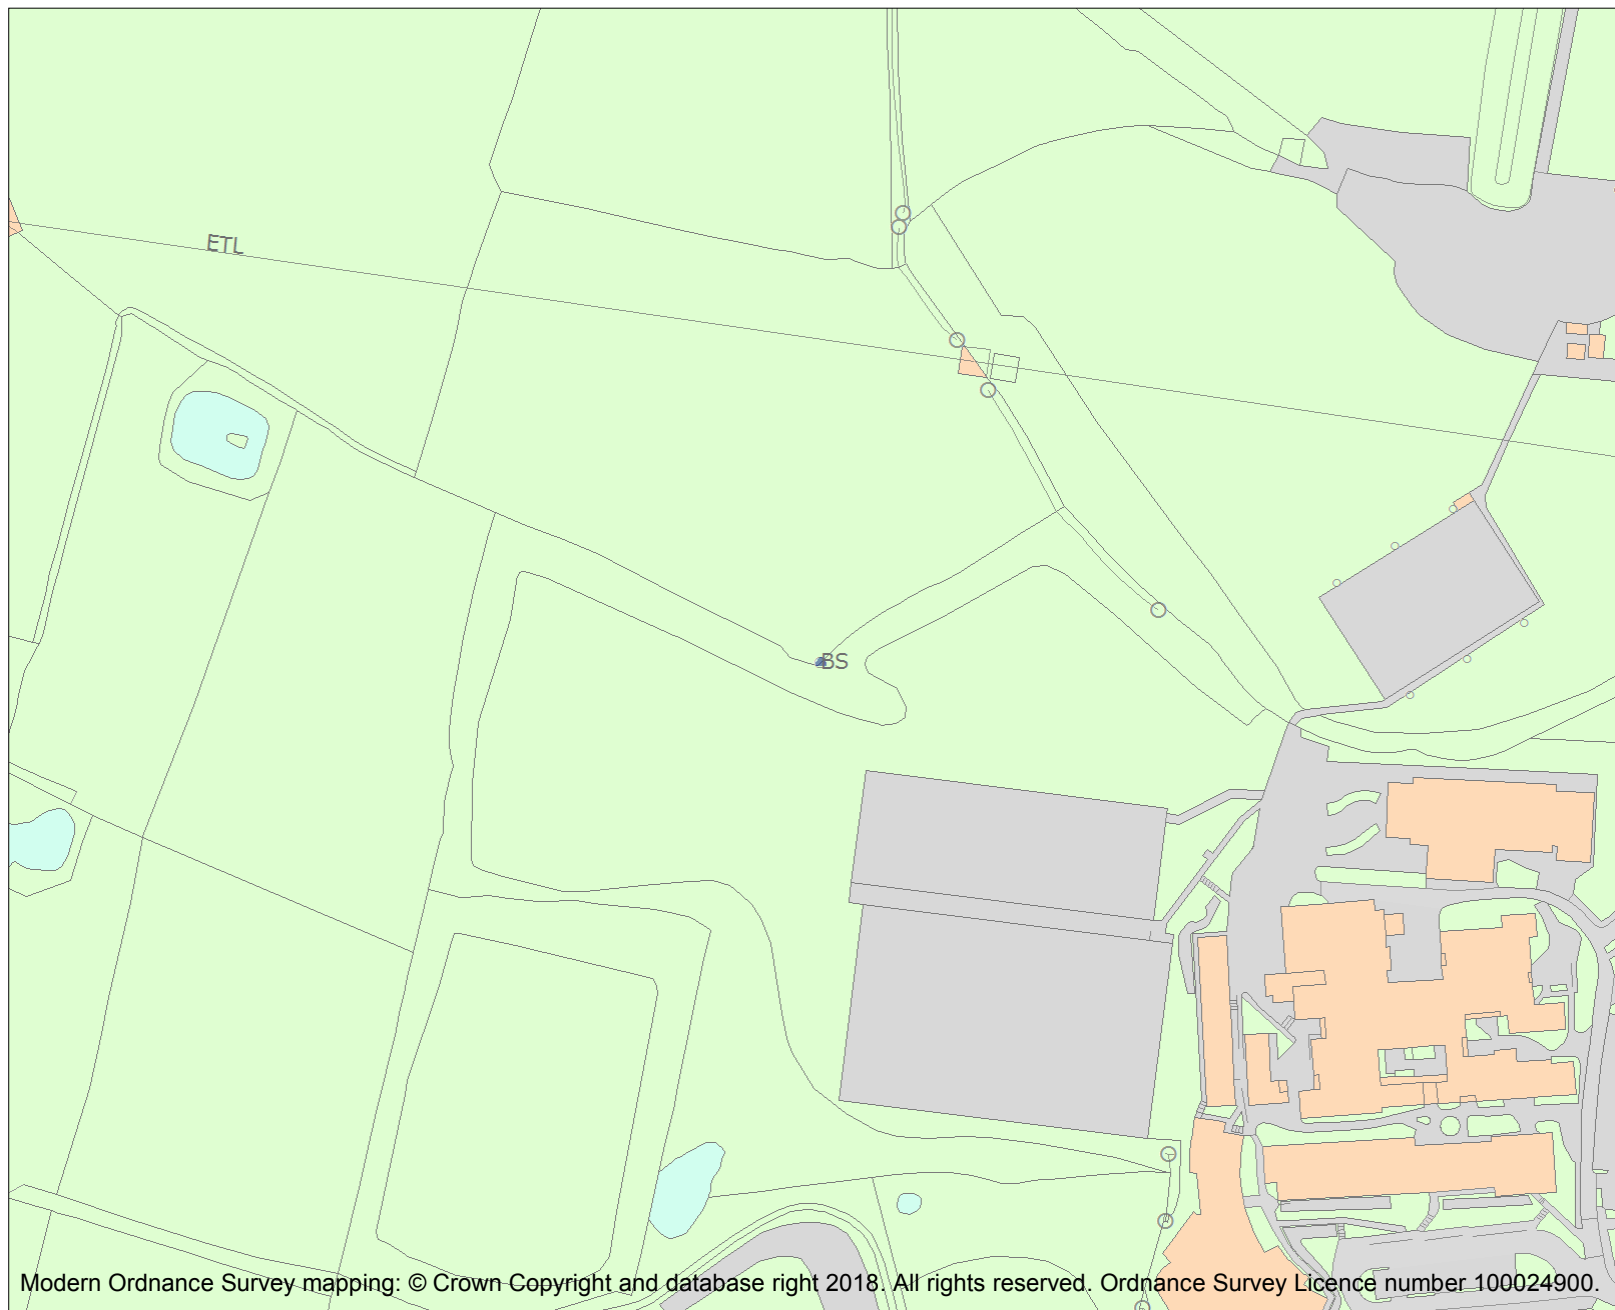 ETL
BS
Modern Ordnance Survey mapping: © Crown Copyright and database right 2018. All rights reserved. Ordnance Survey Licence number 100024900.